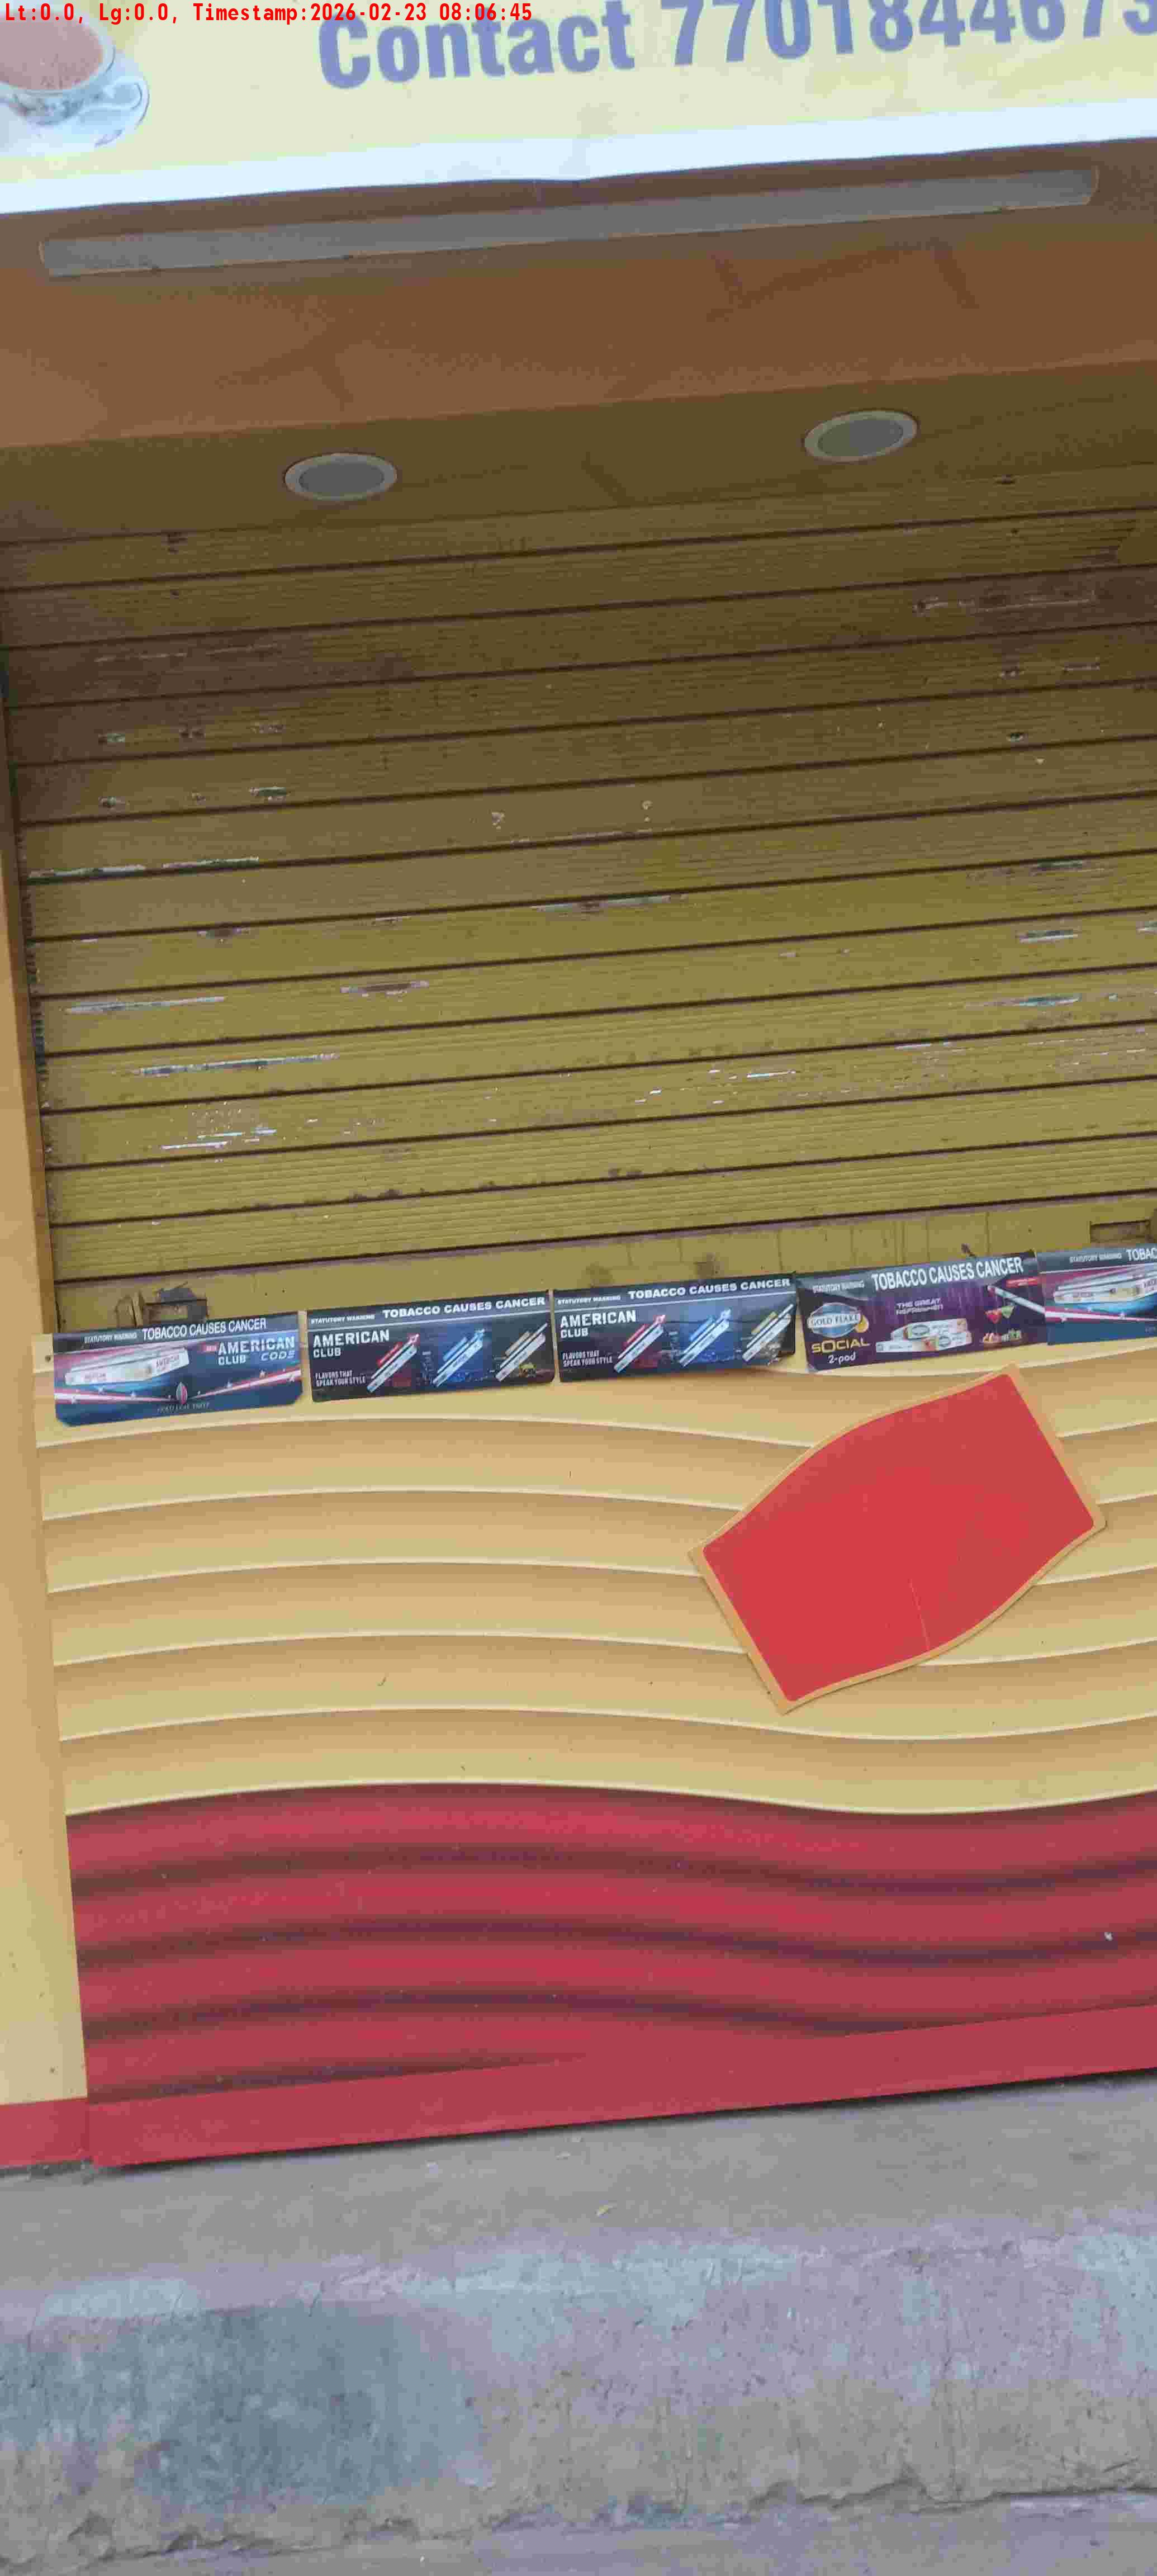 Lt:0.0, Lg:0.0, Timestamp:2026-02-23 08:06:45
Contact 7701844673
STATUTORY WARNING TOBACCO CAUSES CANCER
AMERICAN
CLUB CODE
STATUTORY WARNING TOBACCO CAUSES CANCER
AMERICAN
CLUB
FLAVORS THAT
SPEAK YOUR STYLE
STATUTORY WARNING TOBACCO CAUSES CANCER
AMERICAN
CLUB
FLAVORS THAT
SPEAK YOUR STYLE
STATUTORY WARNING TOBACCO CAUSES CANCER
GOLD FLAKE
SOCIAL
2-pod
THE GREAT
REFRESHMENT
STATUTORY WARNING TOBAC